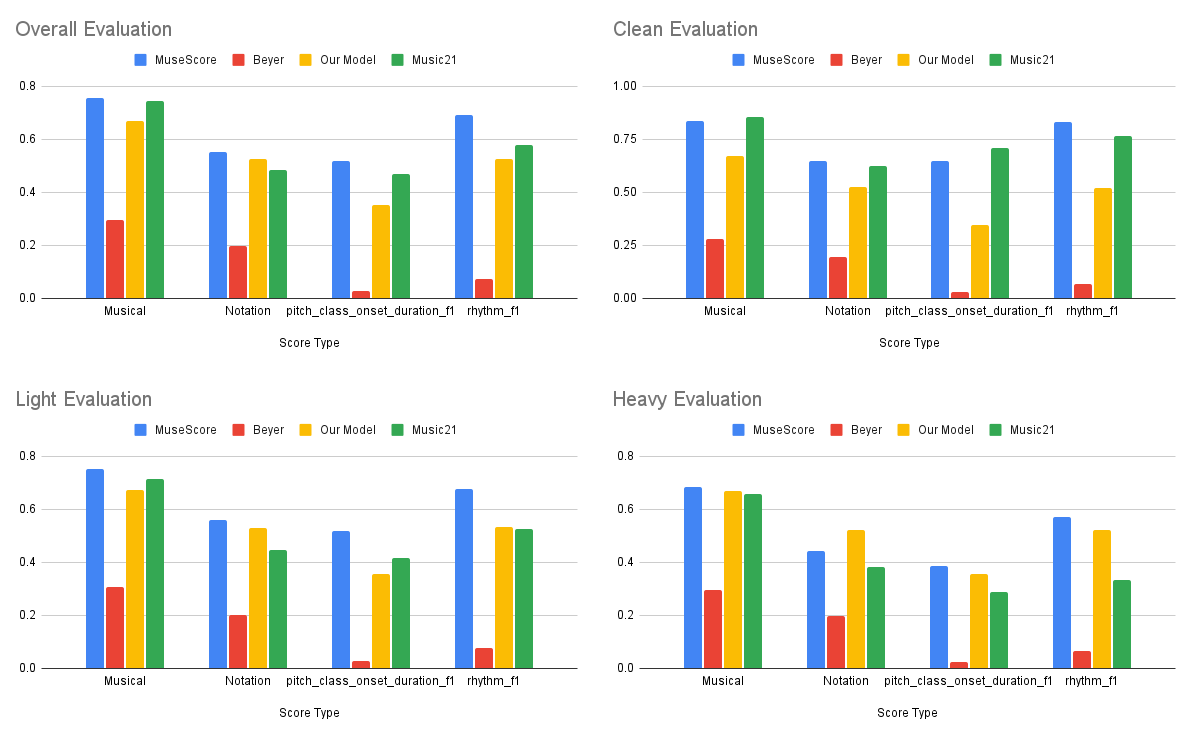 Overall Evaluation
MuseScore Beyer Our Model Music21
0.8
0.6
0.4
0.2
0.0
Musical Notation pitch_class_onset_duration_f1 rhythm_f1
Score Type
Clean Evaluation
MuseScore Beyer Our Model Music21
1.00
0.75
0.50
0.25
0.00
Musical Notation pitch_class_onset_duration_f1 rhythm_f1
Score Type
Light Evaluation
MuseScore Beyer Our Model Music21
0.8
0.6
0.4
0.2
0.0
Musical Notation pitch_class_onset_duration_f1 rhythm_f1
Score Type
Heavy Evaluation
MuseScore Beyer Our Model Music21
0.8
0.6
0.4
0.2
0.0
Musical Notation pitch_class_onset_duration_f1 rhythm_f1
Score Type